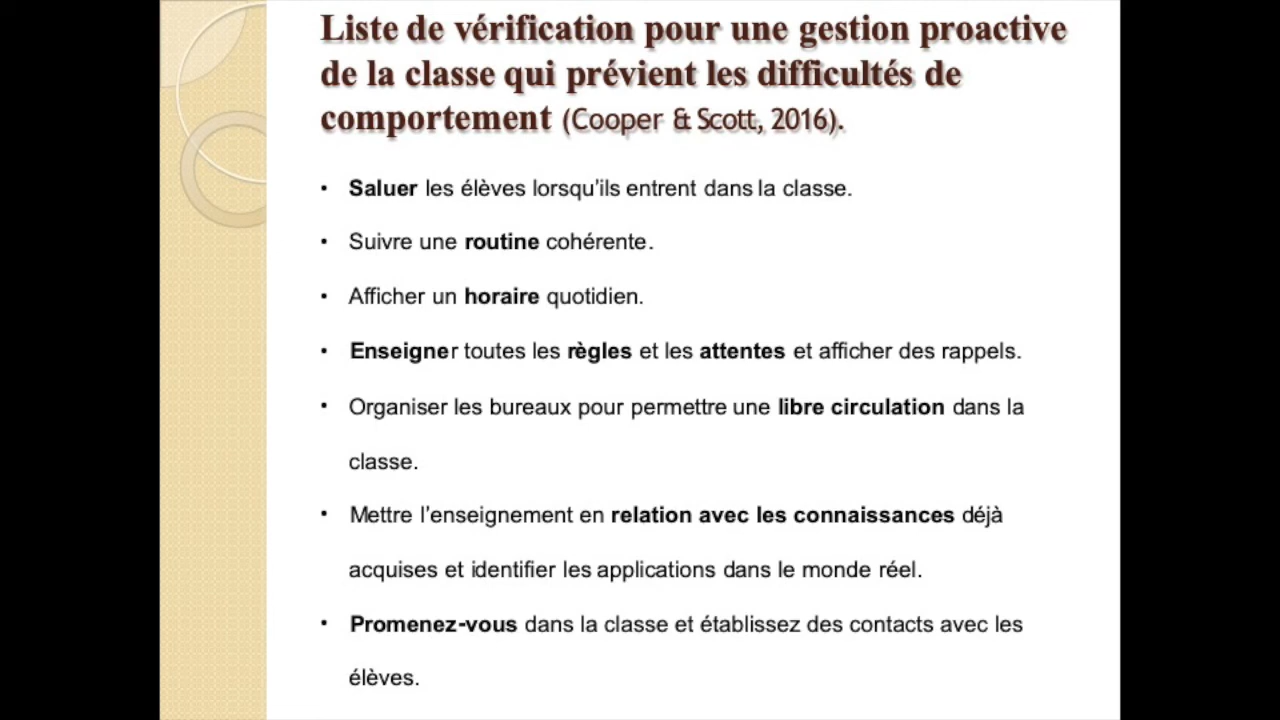 Liste de vérification pour une gestion proactive
de la classe qui prévient les difficultés de
comportement (Cooper & Scott, 2016).
• Saluer les élèves lorsqu'ils entrent dans la classe.
• Suivre une routine cohérente.
• Afficher un horaire quotidien.
• Enseigner toutes les règles et les attentes et afficher des rappels.
• Organiser les bureaux pour permettre une libre circulation dans la
classe.
• Mettre l'enseignement en relation avec les connaissances déjà
acquises et identifier les applications dans le monde réel.
• Promenez-vous dans la classe et établissez des contacts avec les
élèves.